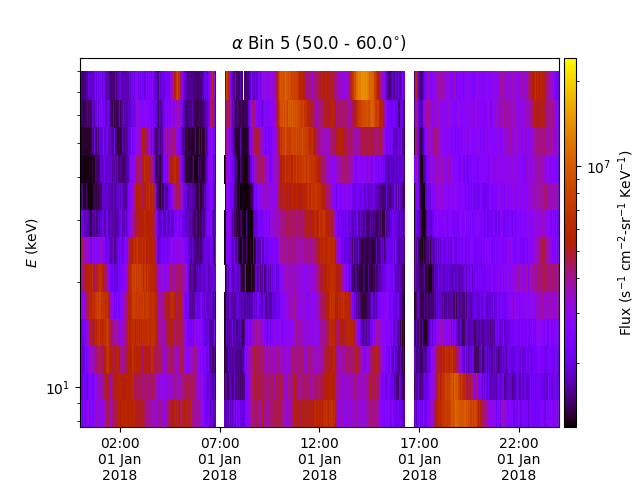 α Bin 5 (50.0 - 60.0°)
E (keV)
10¹
10⁷
Flux (s⁻¹ cm⁻²-sr⁻¹ KeV⁻¹)
02:00 07:00 12:00 17:00 22:00
01 Jan 01 Jan 01 Jan 01 Jan 01 Jan
2018 2018 2018 2018 2018